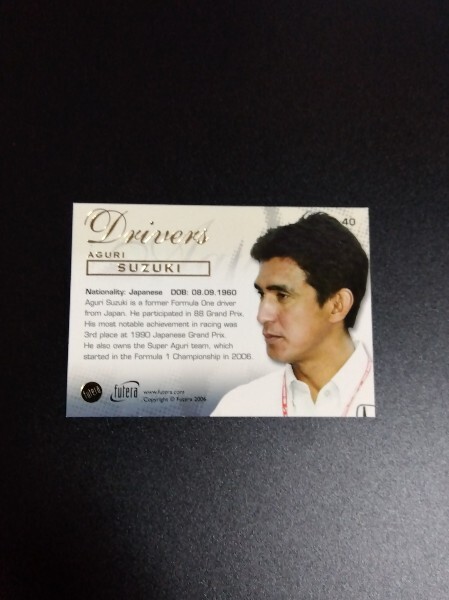 Drivers
40
AGURI
SUZUKI
Nationality: Japanese DOB: 08.09.1960
Aguri Suzuki is a former Formula One driver
from Japan. He participated in 88 Grand Prix.
His most notable achievement in racing was
3rd place at 1990 Japanese Grand Prix.
He also owns the Super Aguri team, which
started in the Formula 1 Championship in 2006.
futera
futera
www.futera.com
Copyright © Futera 2006